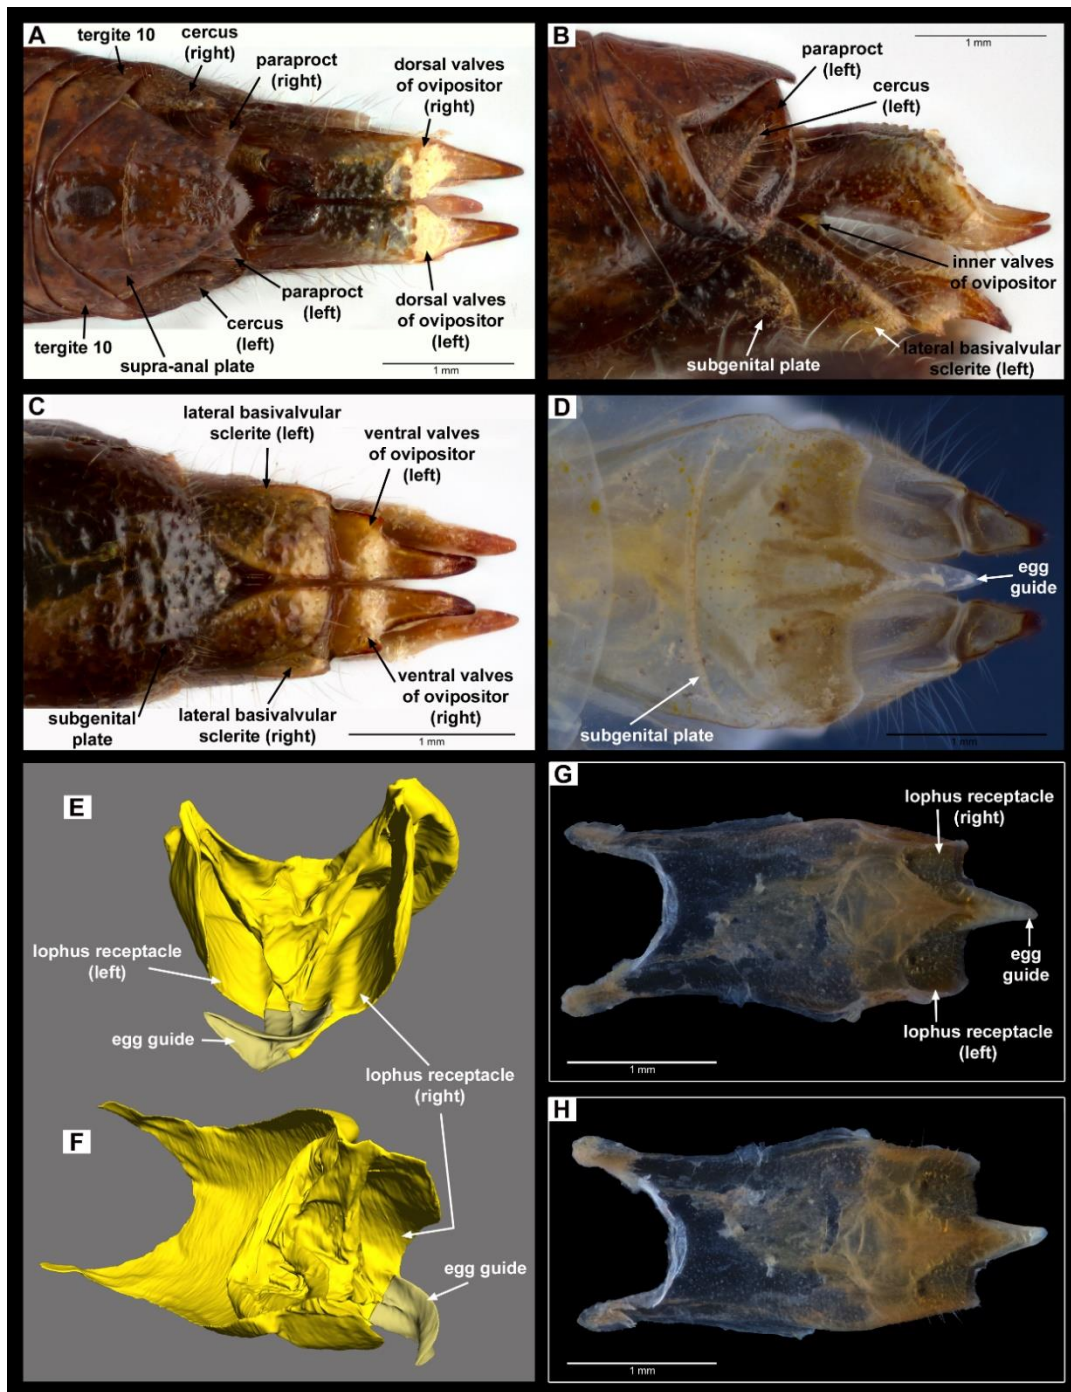 A
tergite 10
cercus
(right)
paraproct
(right)
dorsal valves
of ovipositor
(right)
paraproct
(left)
cercus
(left)
dorsal valves
of ovipositor
(left)
tergite 10
supra-anal plate
1 mm
B
1 mm
paraproct
(left)
cercus
(left)
inner valves
of ovipositor
subgenital plate
lateral basivalvular
sclerite (left)
C
lateral basivalvular
sclerite (left)
ventral valves
of ovipositor
(left)
subgenital
plate
lateral basivalvular
sclerite (right)
ventral valves
of ovipositor
(right)
1 mm
D
egg
guide
subgenital plate
1 mm
E
lophus receptacle
(left)
egg guide
lophus receptacle
(right)
F
egg guide
G
lophus receptacle
(right)
egg
guide
lophus receptacle
(left)
1 mm
H
1 mm